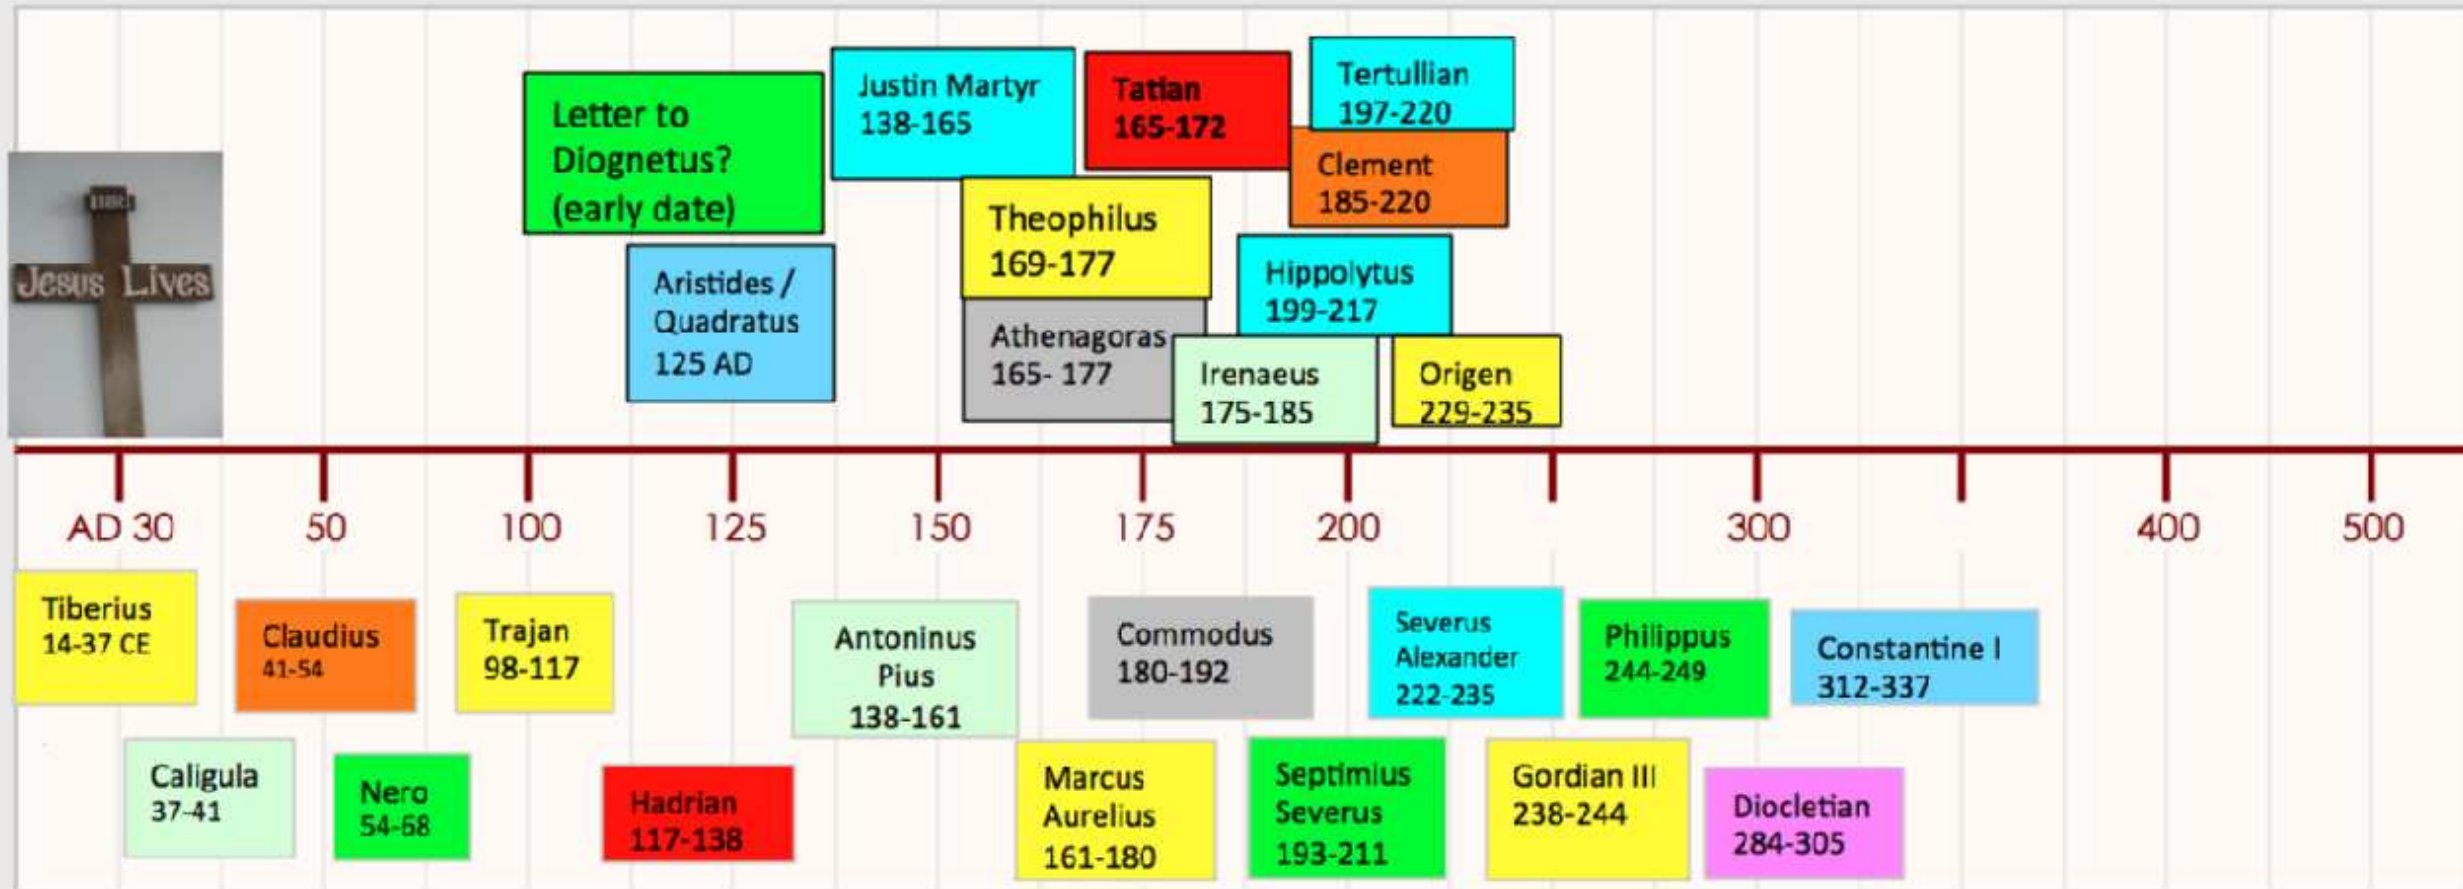 Letter to
Diognetus?
(early date)
Justin Martyr
138-165
Tatian
165-172
Tertullian
197-220
Clement
185-220
Theophilus
169-177
Hippolytus
199-217
Aristides /
Quadratus
125 AD
Athenagoras
165- 177
Irenaeus
175-185
Origen
229-235
Jesus Lives
AD 30 50 100 125 150 175 200 300 400 500
Tiberius
14-37 CE
Claudius
41-54
Trajan
98-117
Antoninus
Pius
138-161
Commodus
180-192
Severus
Alexander
222-235
Philippus
244-249
Constantine I
312-337
Caligula
37-41
Nero
54-68
Hadrian
117-138
Marcus
Aurelius
161-180
Septimius
Severus
193-211
Gordian III
238-244
Diocletian
284-305